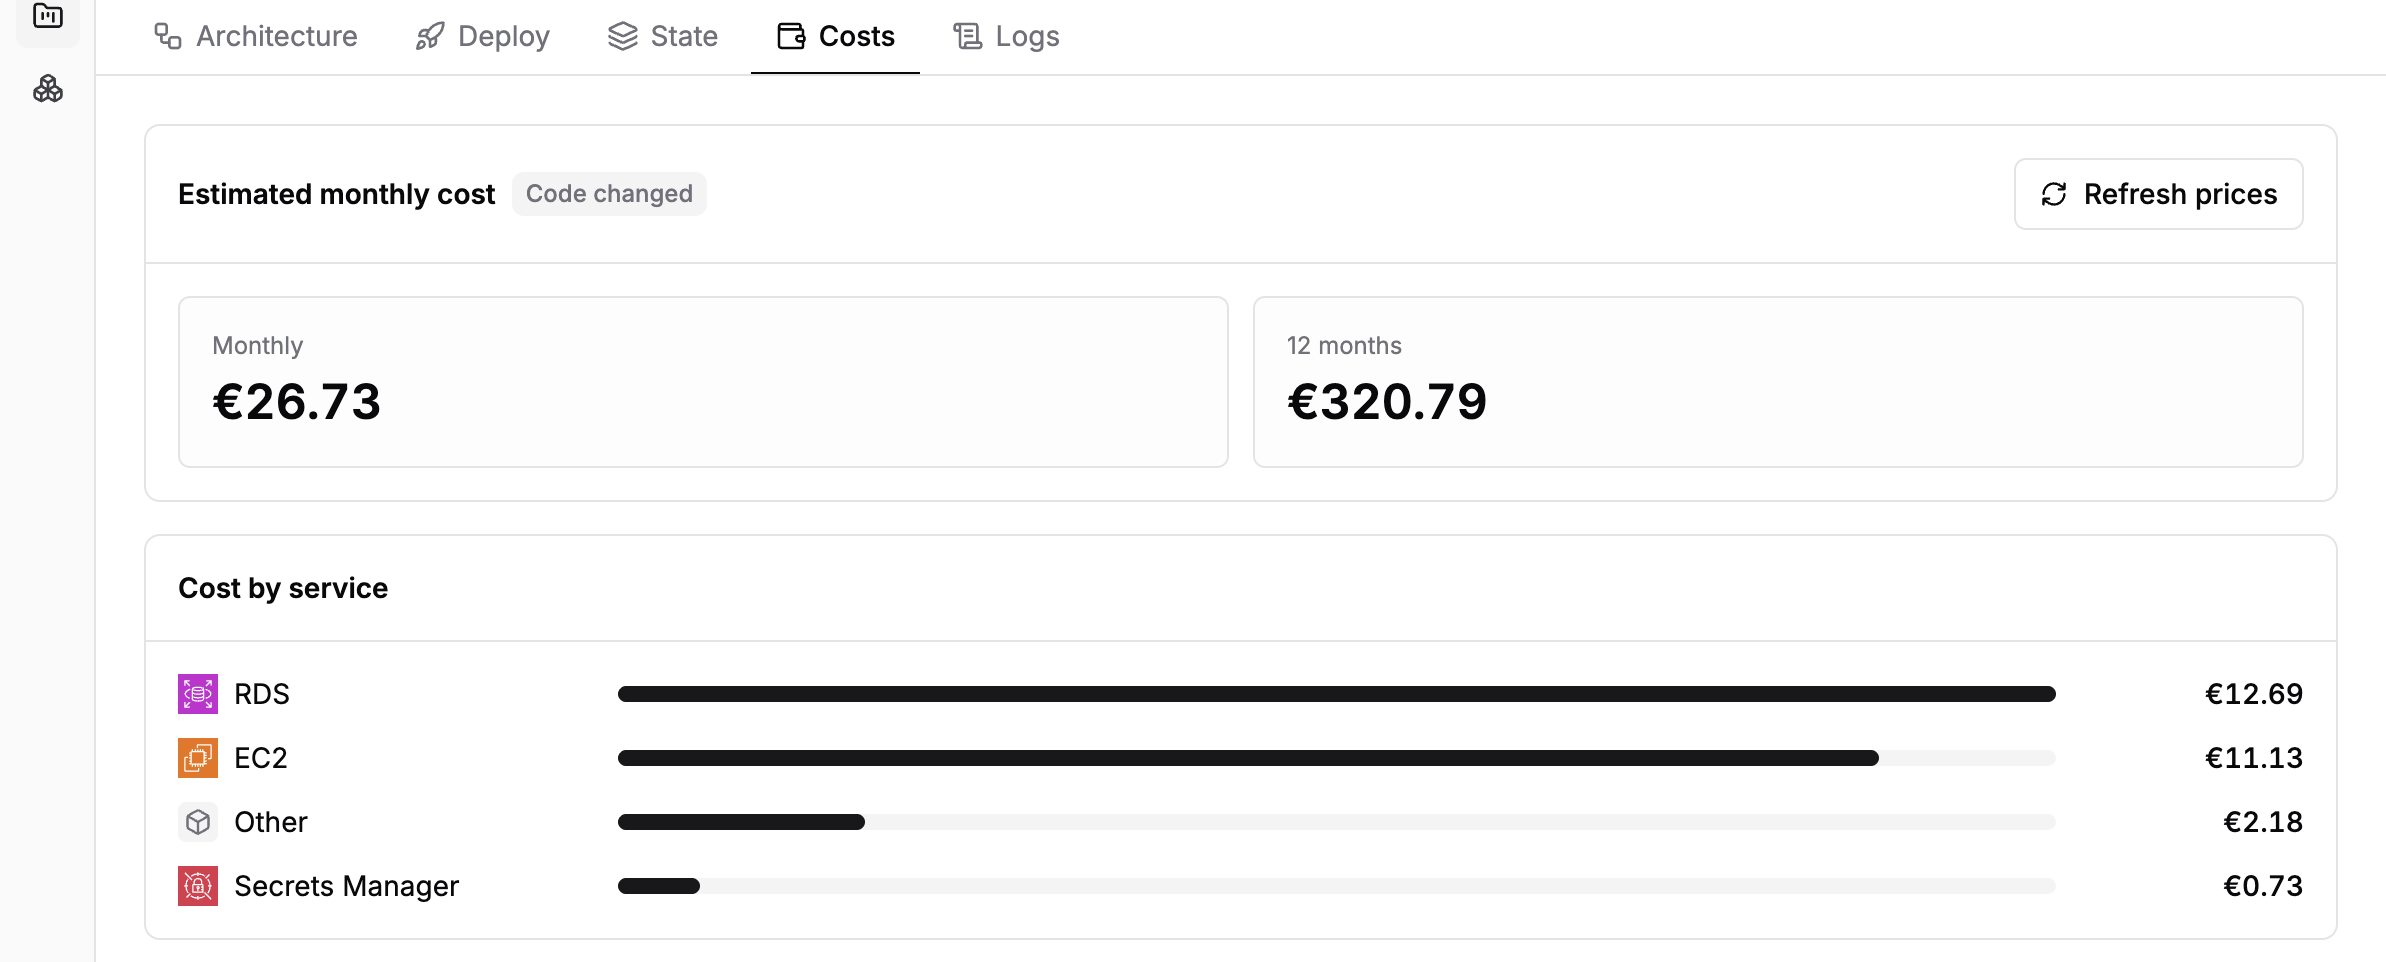 Architecture Deploy State Costs Logs
Estimated monthly cost Code changed Refresh prices
Monthly
€26.73
12 months
€320.79
Cost by service
RDS €12.69
EC2 €11.13
Other €2.18
Secrets Manager €0.73